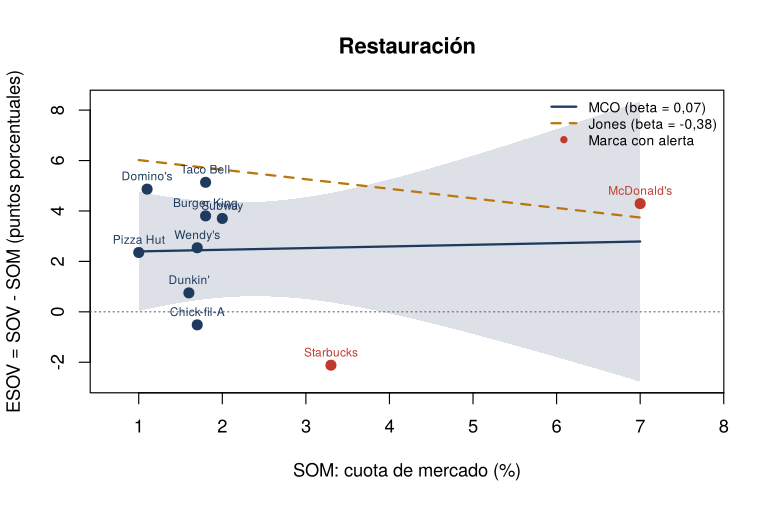 Restauración
ESOV = SOV - SOM (puntos porcentuales)
8
6
4
2
0
-2
MCO (beta = 0,07)
Jones (beta = -0,38)
Marca con alerta
Taco Bell
Domino's
McDonald's
Burger King
Subway
Wendy's
Pizza Hut
Dunkin'
Chick-fil-A
Starbucks
1 2 3 4 5 6 7 8
SOM: cuota de mercado (%)